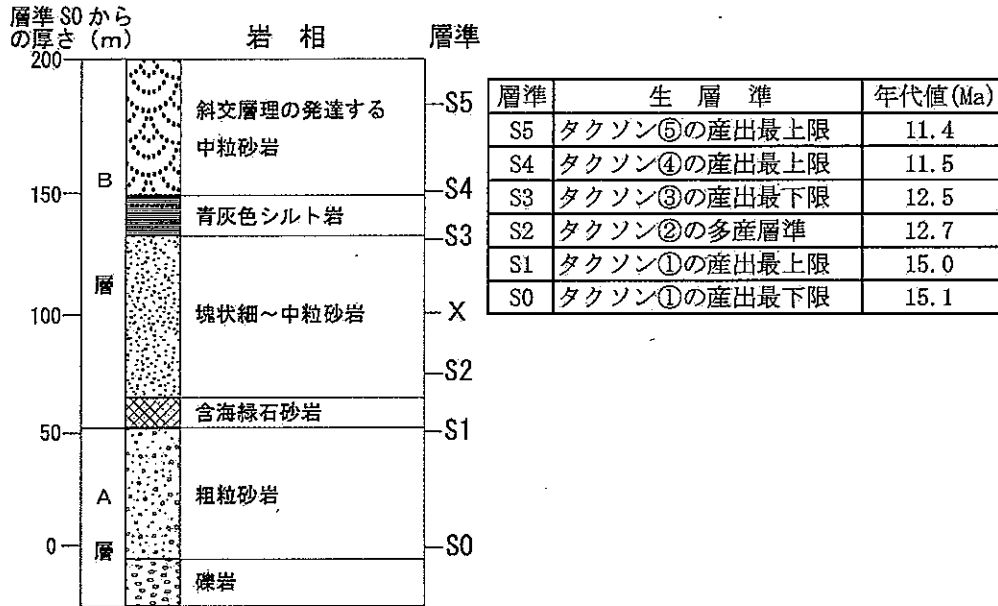 層準 S0 から
の厚さ (m)
岩 相
層準
200
150
100
50
0
B
層
A
層
斜交層理の発達する
中粒砂岩
青灰色シルト岩
塊状細～中粒砂岩
含海緑石砂岩
粗粒砂岩
礫岩
S5
S4
S3
X
S2
S1
S0
層準 生 層 準 年代値(Ma)
S5 タクソン⑤の産出最上限 11.4
S4 タクソン④の産出最上限 11.5
S3 タクソン③の産出最下限 12.5
S2 タクソン②の多産層準 12.7
S1 タクソン①の産出最上限 15.0
S0 タクソン①の産出最下限 15.1